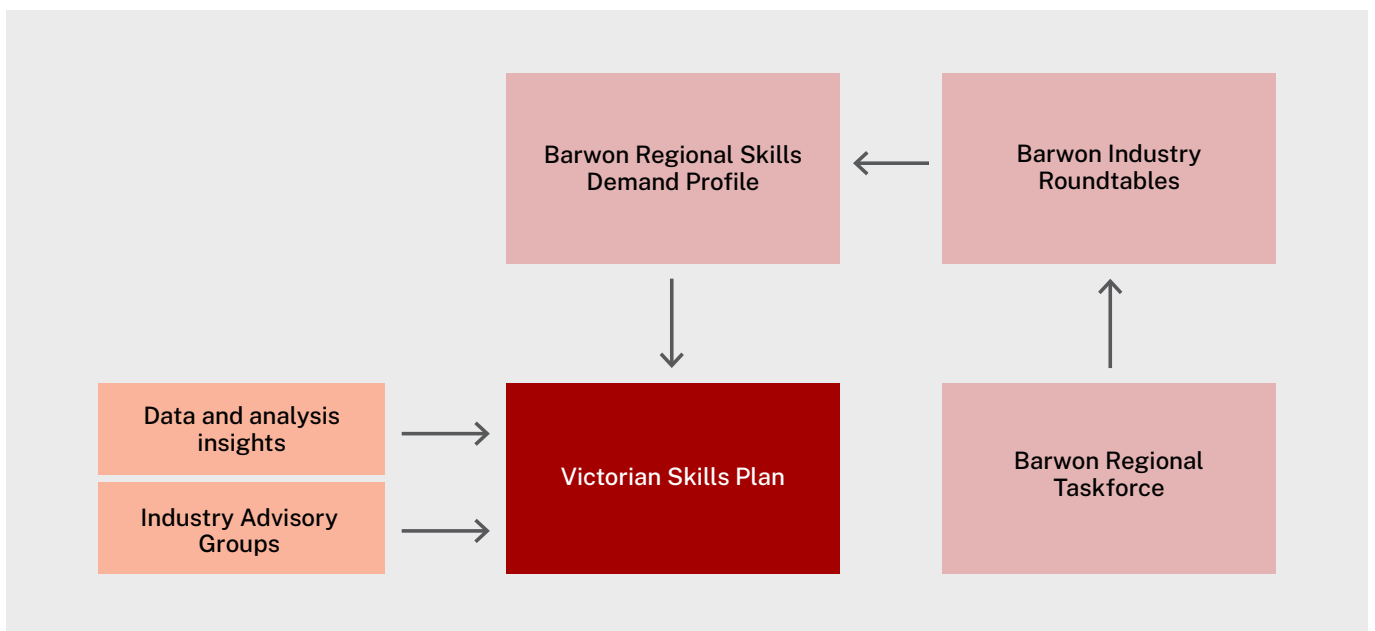 Barwon Regional Skills
Demand Profile
Barwon Industry
Roundtables
Data and analysis
insights
Industry Advisory
Groups
Victorian Skills Plan
Barwon Regional
Taskforce